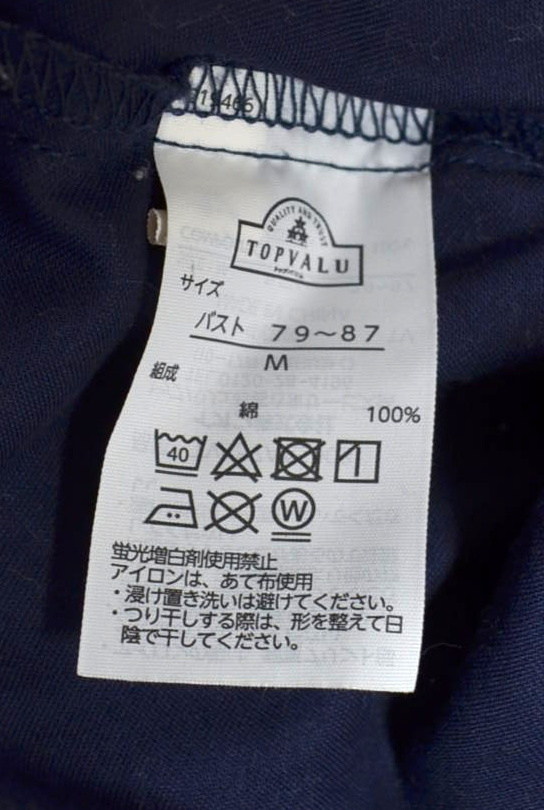 QUALITY AND TRUST
TOPVALU
サイズ
バスト 79～87
M
組成
綿 100%
40
W
蛍光増白剤使用禁止
アイロンは、あて布使用
・浸け置き洗いは避けてください。
・つり干しする際は、形を整えて日
陰で干してください。